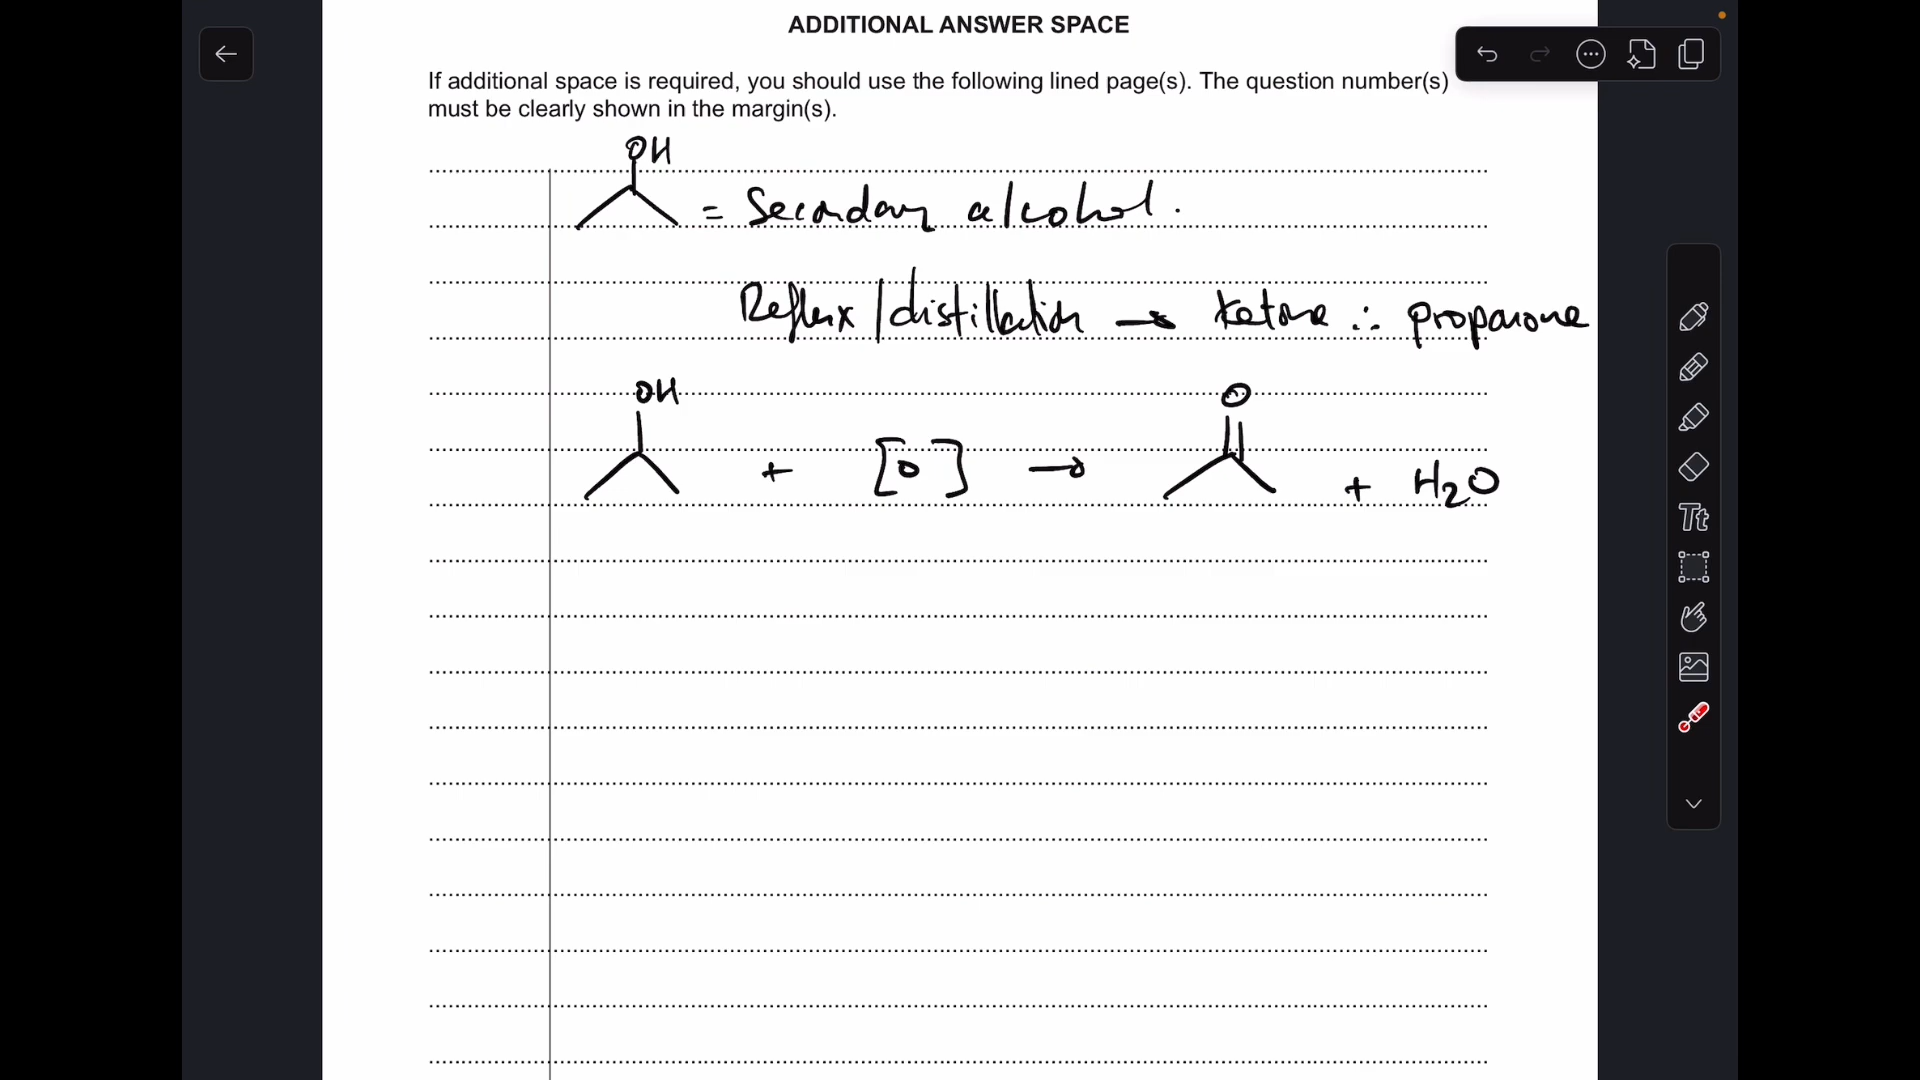 ADDITIONAL ANSWER SPACE
If additional space is required, you should use the following lined page(s). The question number(s)
must be clearly shown in the margin(s).
OH
= Secondary alcohol.
Reflux / distillation → ketone ∴ propanone
OH O
+ [O] → + H₂O
Tt